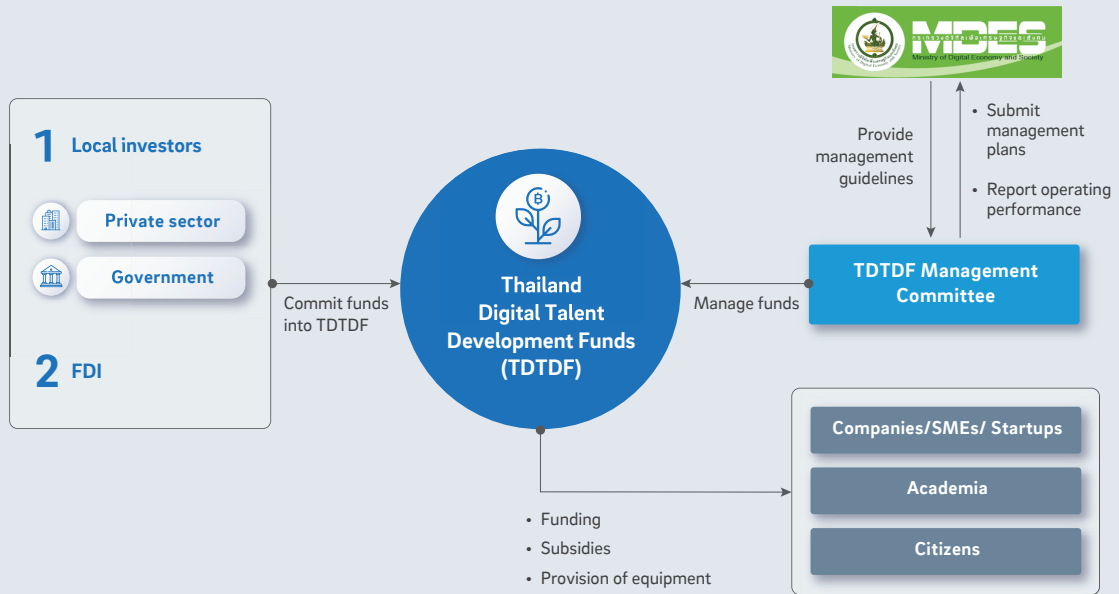 MDES
Ministry of Digital Economy and Society
1 Local investors
Private sector
Government
2 FDI
Commit funds
into TDTDF
฿
Thailand
Digital Talent
Development Funds
(TDTDF)
Manage funds
Provide
management
guidelines
• Submit
management
plans
• Report operating
performance
TDTDF Management
Committee
• Funding
• Subsidies
• Provision of equipment
Companies/SMEs/ Startups
Academia
Citizens